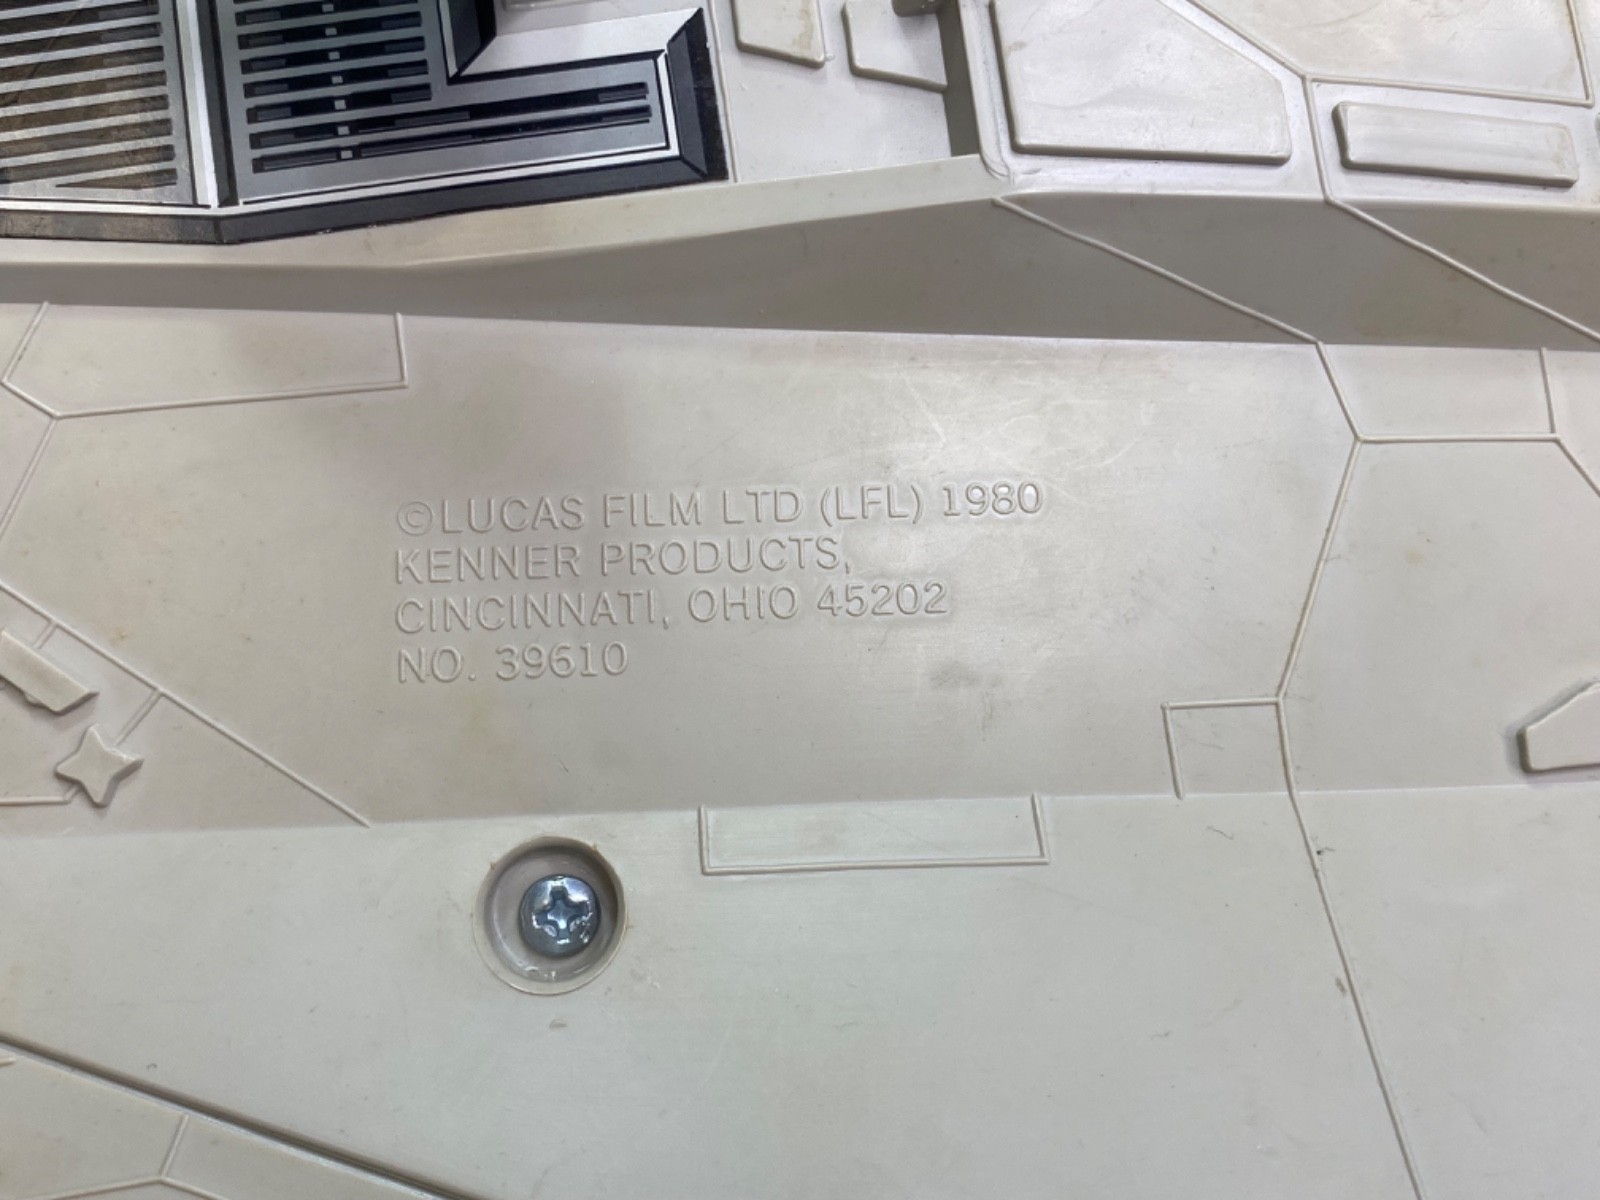 ©LUCAS FILM LTD (LFL) 1980
KENNER PRODUCTS,
CINCINNATI, OHIO 45202
NO. 39610